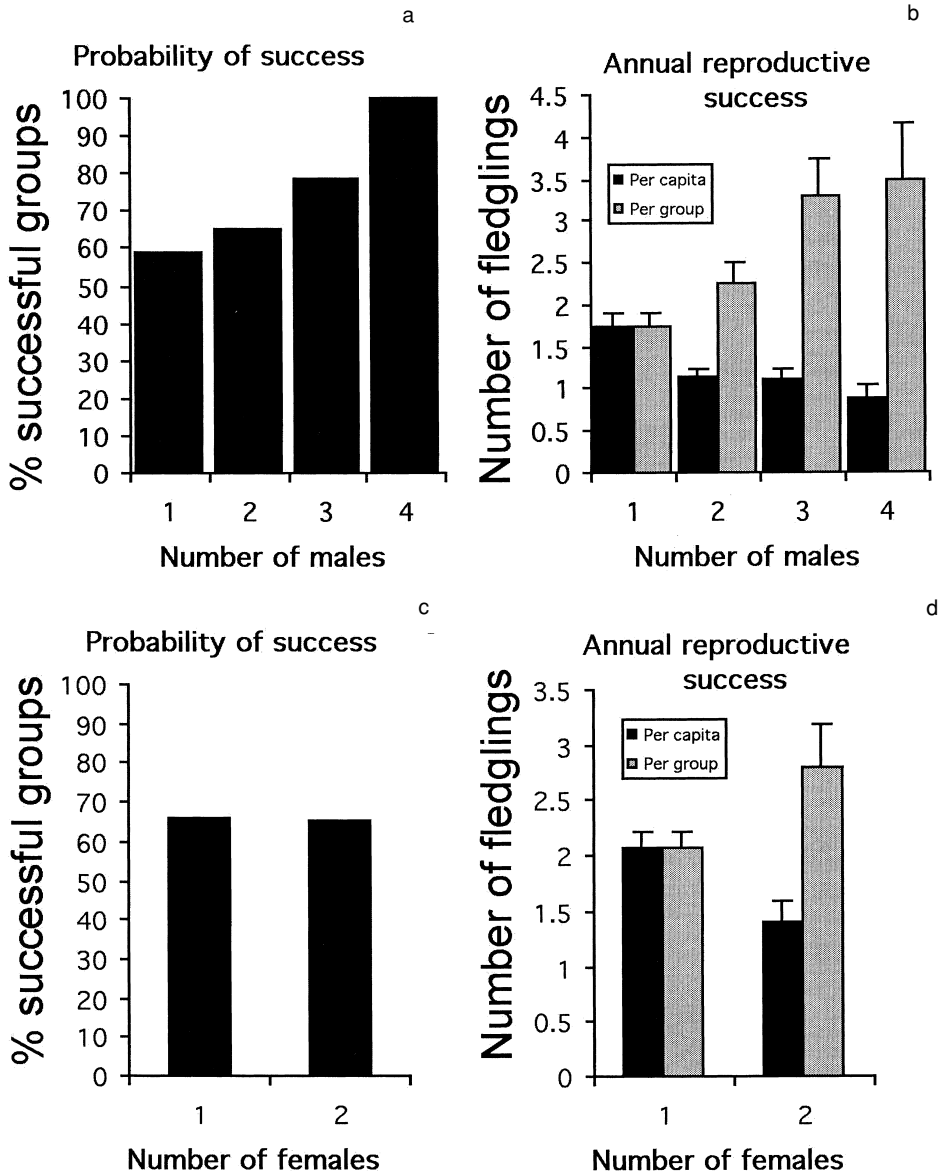 a
Probability of success
% successful groups
100
90
80
70
60
50
40
30
20
10
0
1 2 3 4
Number of males
b
Annual reproductive
success
Number of fledglings
4.5
4
3.5
3
2.5
2
1.5
1
0.5
0
Per capita
Per group
1 2 3 4
Number of males
c
Probability of success
% successful groups
100
90
80
70
60
50
40
30
20
10
0
1 2
Number of females
d
Annual reproductive
success
Number of fledglings
3.5
3
2.5
2
1.5
1
0.5
0
Per capita
Per group
1 2
Number of females